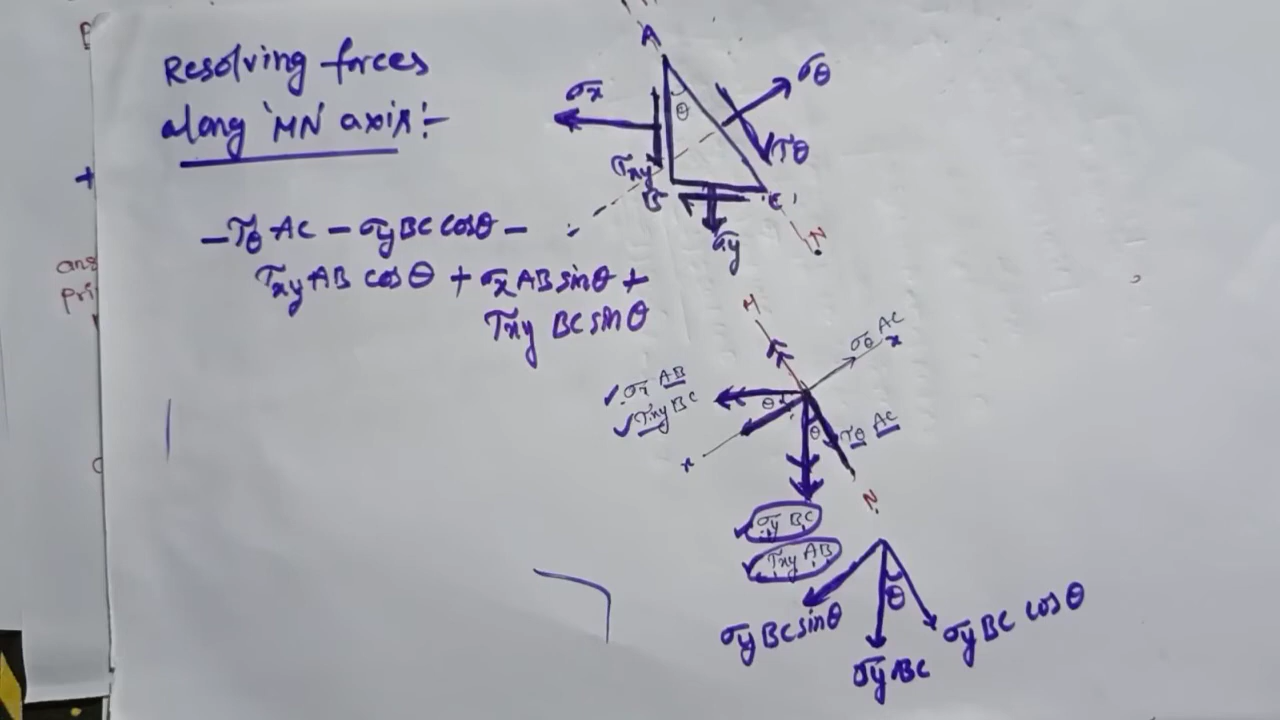 Resolving forces
along 'MN' axis:-
-τθ AC - σy BC cosθ -
τxy AB cosθ + σx AB sinθ +
τxy BC sinθ
ans
pri
A
σx
θ
σθ
τθ
τxy
B
C
σy
N
M
σθ AC
x
σx AB
τxy BC
θ
θ
τθ AC
x
N
σy BC
τxy AB
θ
σy BC sinθ
σy BC
σy BC cosθ